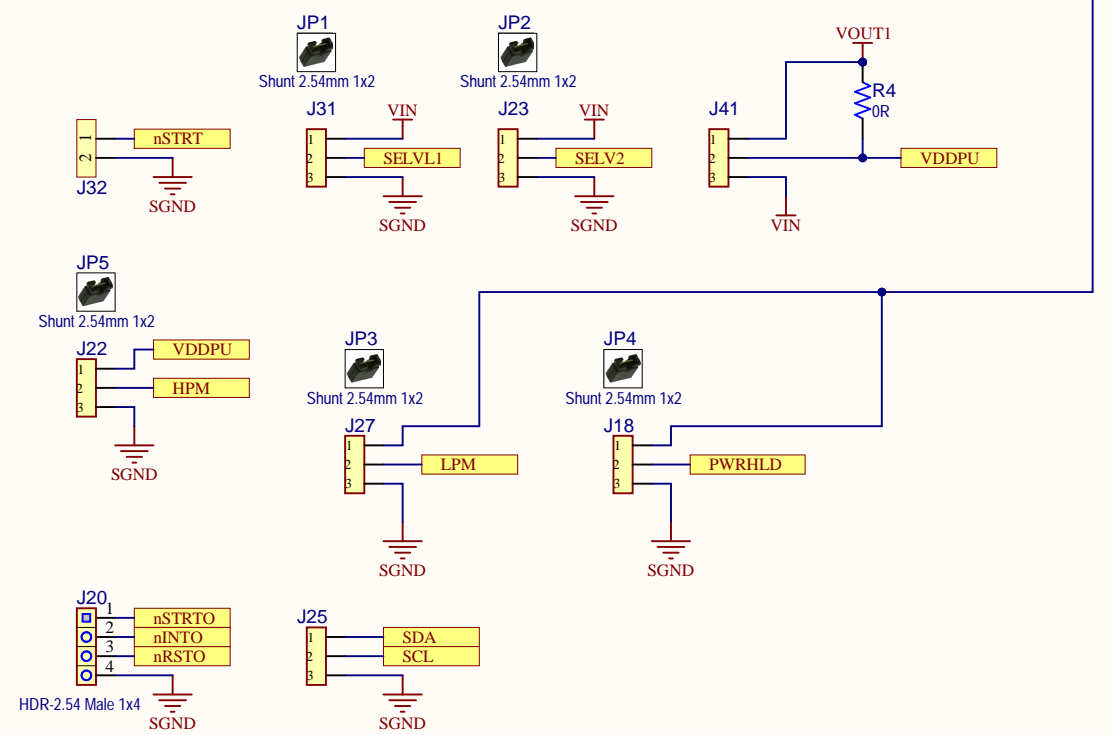 JP1
Shunt 2.54mm 1x2
J31
1
2
3
VIN
SELVL1
SGND
JP2
Shunt 2.54mm 1x2
J23
1
2
3
VIN
SELV2
SGND
VOUT1
R4
0R
J41
1
2
3
VDDPU
VIN
1
2
nSTRT
J32
SGND
JP5
Shunt 2.54mm 1x2
J22
1
2
3
VDDPU
HPM
SGND
JP3
Shunt 2.54mm 1x2
J27
1
2
3
LPM
SGND
JP4
Shunt 2.54mm 1x2
J18
1
2
3
PWRHLD
SGND
J20
1
2
3
4
nSTRTO
nINTO
nRSTO
HDR-2.54 Male 1x4
SGND
J25
1
2
3
SDA
SCL
SGND